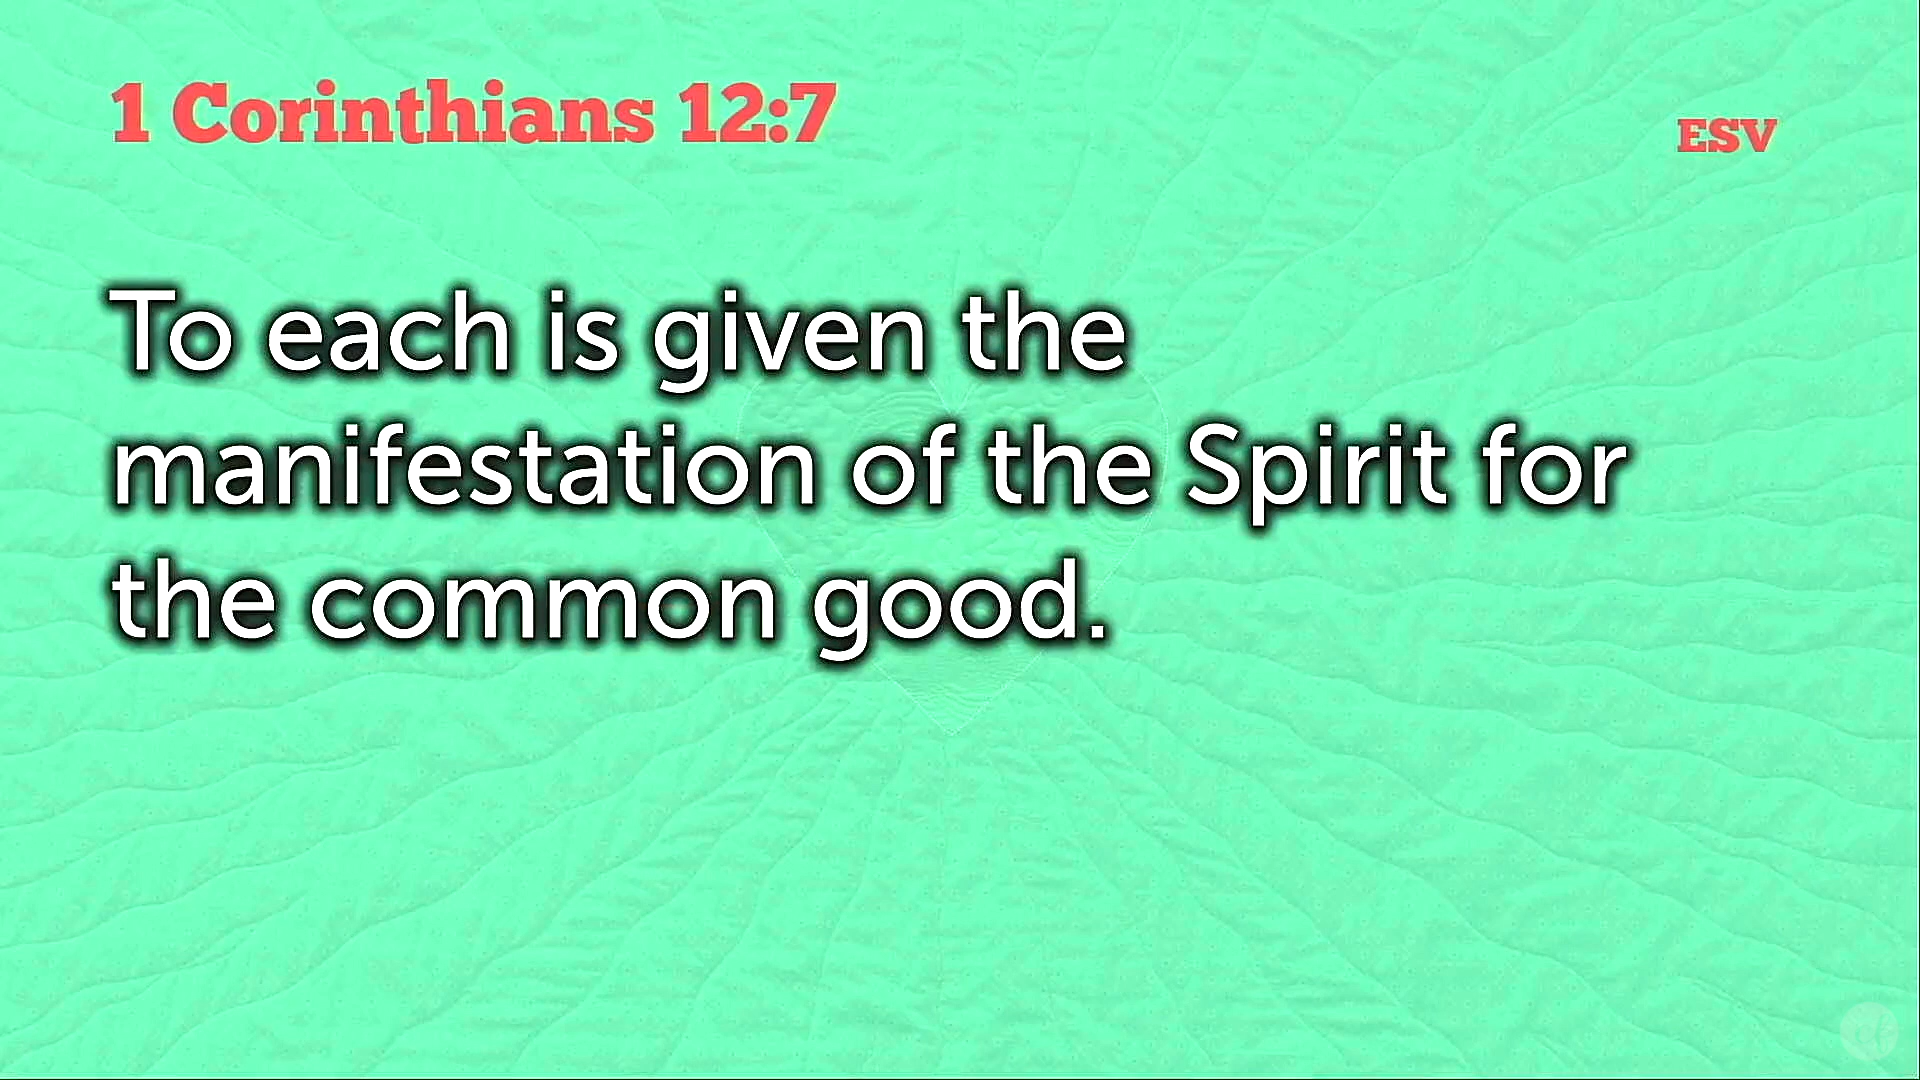 1 Corinthians 12:7
ESV
To each is given the
manifestation of the Spirit for
the common good.